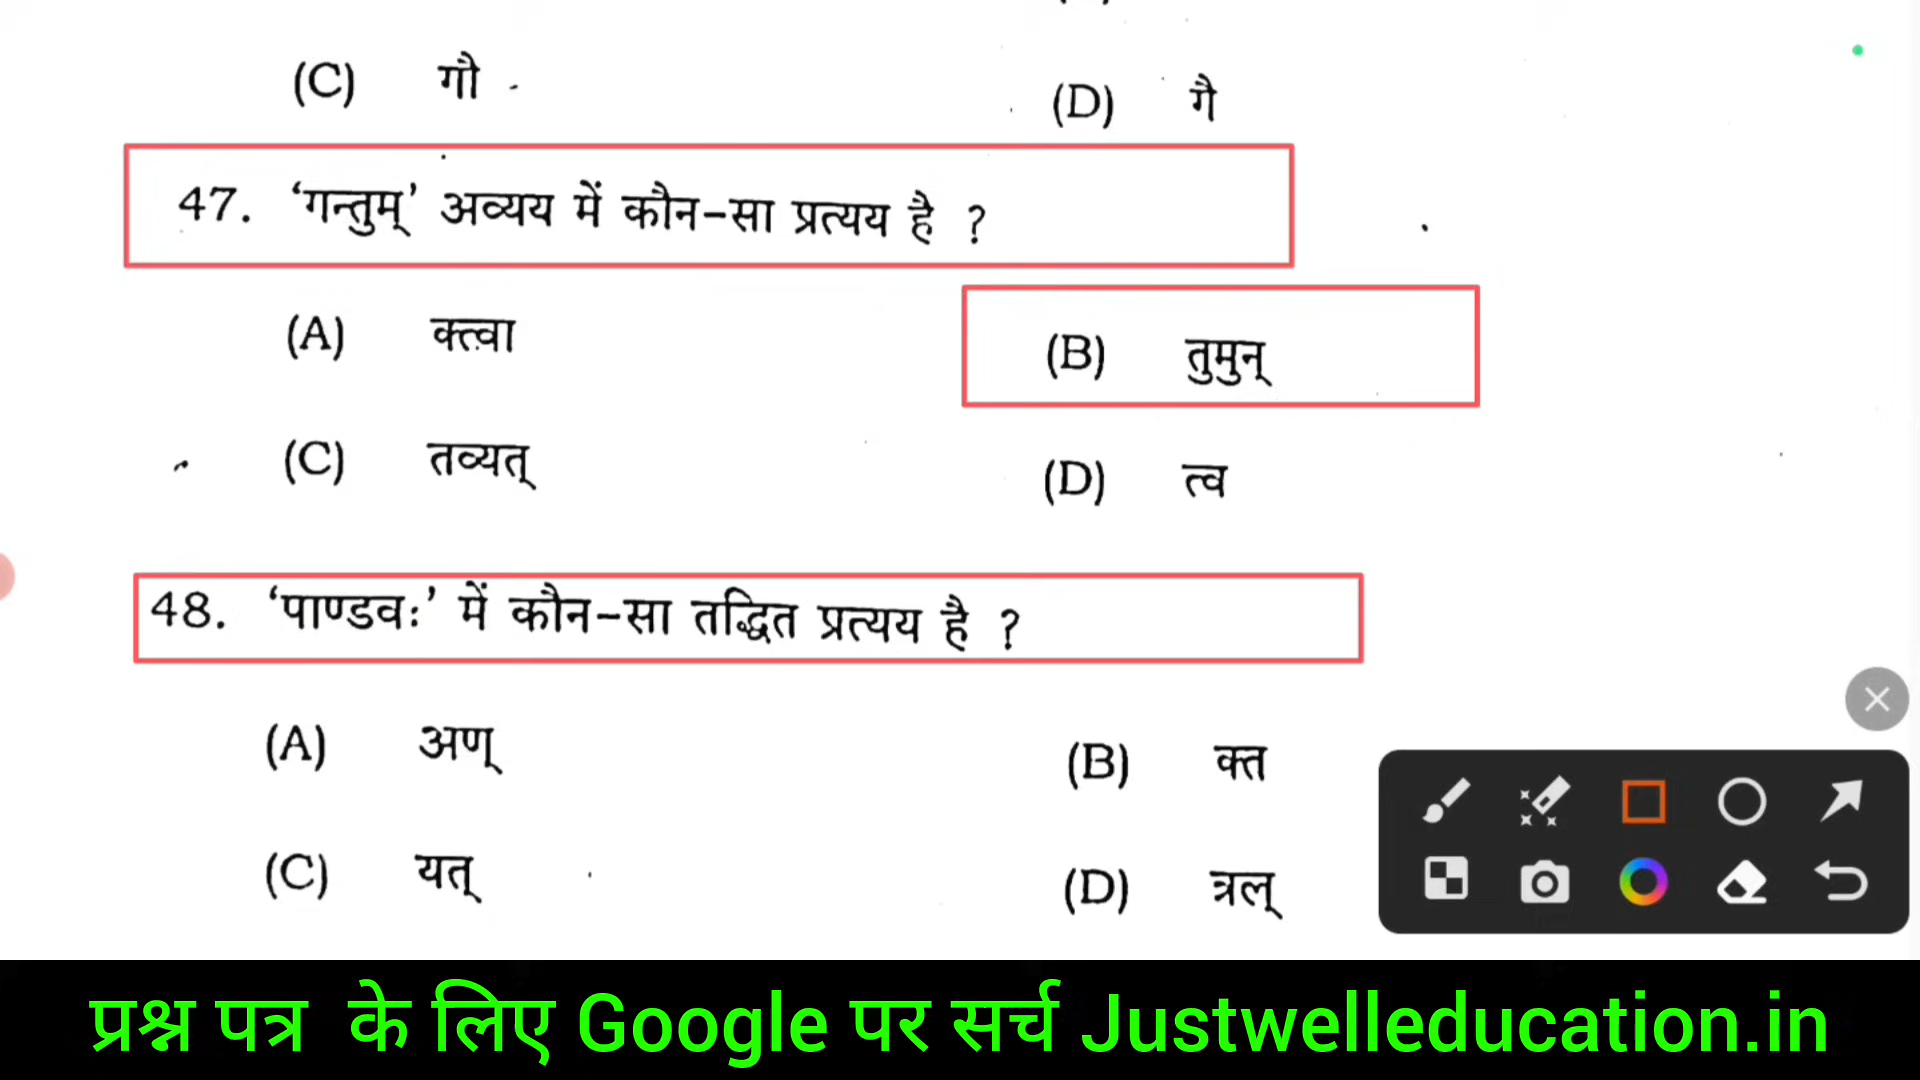 (C) गौ
(D) गै
47. ‘गन्तुम्’ अव्यय में कौन-सा प्रत्यय है ?
(A) क्त्वा
(B) तुमुन्
(C) तव्यत्
(D) त्व
48. ‘पाण्डवः’ में कौन-सा तद्धित प्रत्यय है ?
(A) अण्
(B) क्त
(C) यत्
(D) त्रल्
प्रश्न पत्र के लिए Google पर सर्च Justwelleducation.in